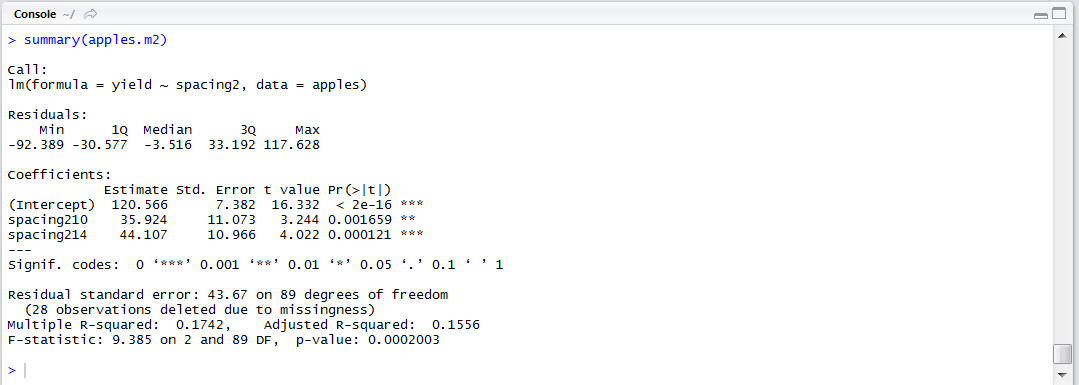 Console ~/
> summary(apples.m2)
Call:
lm(formula = yield ~ spacing2, data = apples)
Residuals:
    Min      1Q  Median      3Q     Max
-92.389 -30.577  -3.516  33.192 117.628
Coefficients:
            Estimate Std. Error t value Pr(>|t|)
(Intercept)  120.566      7.382  16.332  < 2e-16 ***
spacing210    35.924     11.073   3.244 0.001659 **
spacing214    44.107     10.966   4.022 0.000121 ***
---
Signif. codes:  0 ‘***’ 0.001 ‘**’ 0.01 ‘*’ 0.05 ‘.’ 0.1 ‘ ’ 1
Residual standard error: 43.67 on 89 degrees of freedom
  (28 observations deleted due to missingness)
Multiple R-squared:  0.1742,    Adjusted R-squared:  0.1556
F-statistic: 9.385 on 2 and 89 DF,  p-value: 0.0002003
>